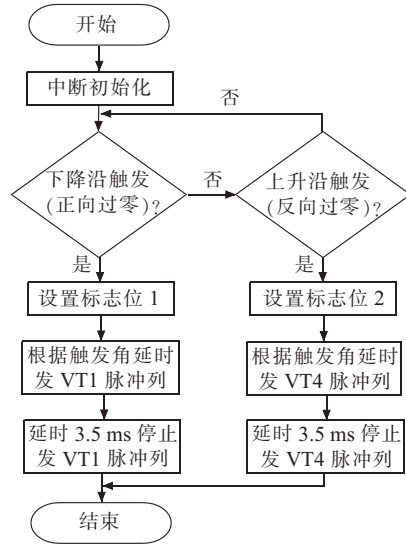 开始
中断初始化
否
下降沿触发
(正向过零)?
否
上升沿触发
(反向过零)?
是
是
设置标志位 1
设置标志位 2
根据触发角延时
发 VT1 脉冲列
根据触发角延时
发 VT4 脉冲列
延时 3.5 ms 停止
发 VT1 脉冲列
延时 3.5 ms 停止
发 VT4 脉冲列
结束